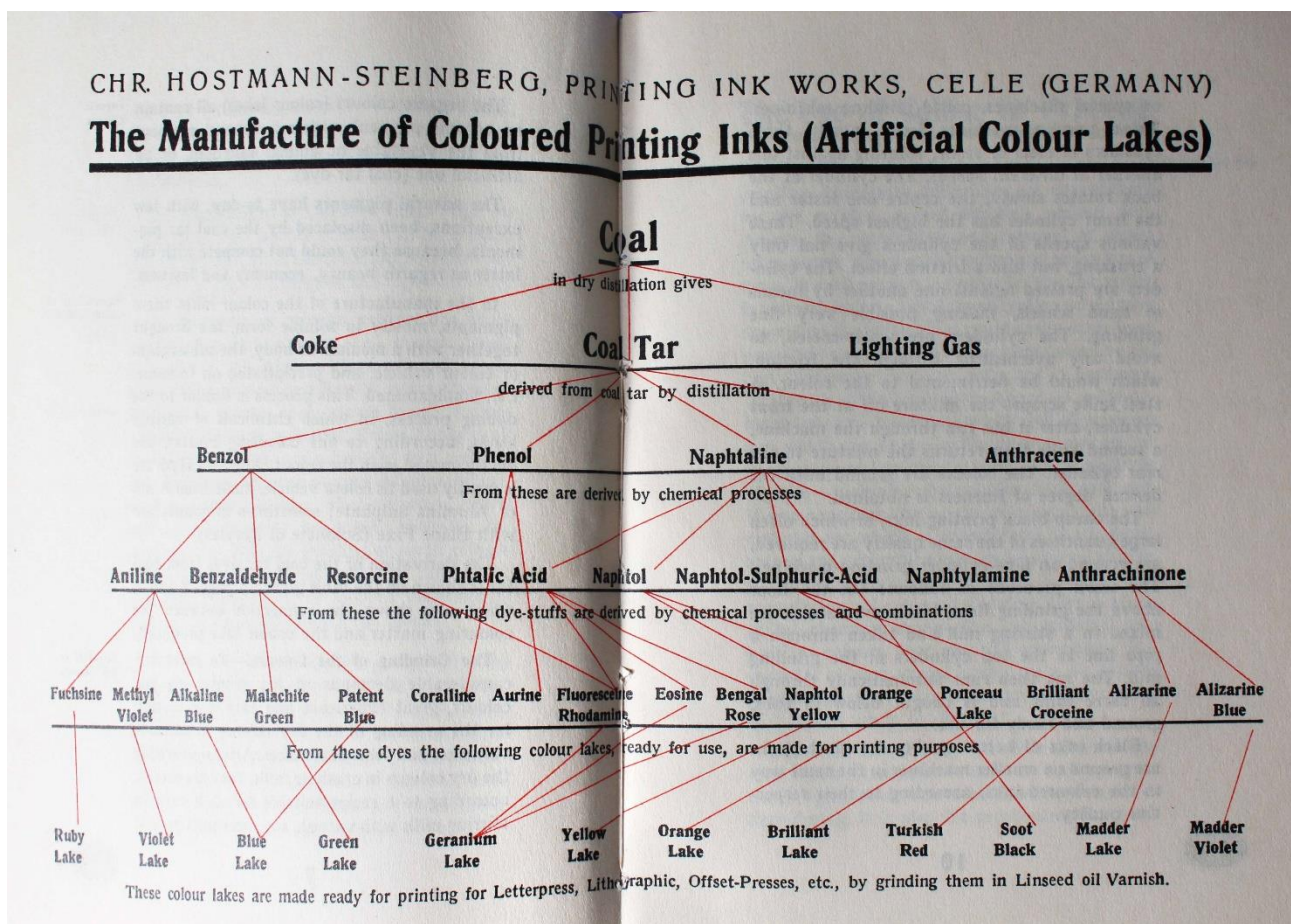 CHR. HOSTMANN-STEINBERG, PRINTING INK WORKS, CELLE (GERMANY)
The Manufacture of Coloured Printing Inks (Artificial Colour Lakes)
Coal
in dry distillation gives
Coke Coal Tar Lighting Gas
derived from coal tar by distillation
Benzol Phenol Naphtaline Anthracene
From these are derived by chemical processes
Aniline Benzaldehyde Resorcine Phtalic Acid Naphtol Naphtol-Sulphuric-Acid Naphtylamine Anthrachinone
From these the following dye-stuffs are derived by chemical processes and combinations
Fuchsine Methyl Alkaline Malachite Patent Coralline Aurine Fluoresceine Eosine Bengal Naphtol Orange Ponceau Brilliant Alizarine Alizarine
Violet Blue Green Blue Rhodamine Rose Yellow Lake Croceine Blue
From these dyes the following colour lakes, ready for use, are made for printing purposes
Ruby Violet Blue Green Geranium Yellow Orange Brilliant Turkish Soot Madder Madder
Lake Lake Lake Lake Lake Lake Lake Lake Red Black Lake Violet
These colour lakes are made ready for printing for Letterpress, Lithographic, Offset-Presses, etc., by grinding them in Linseed oil Varnish.